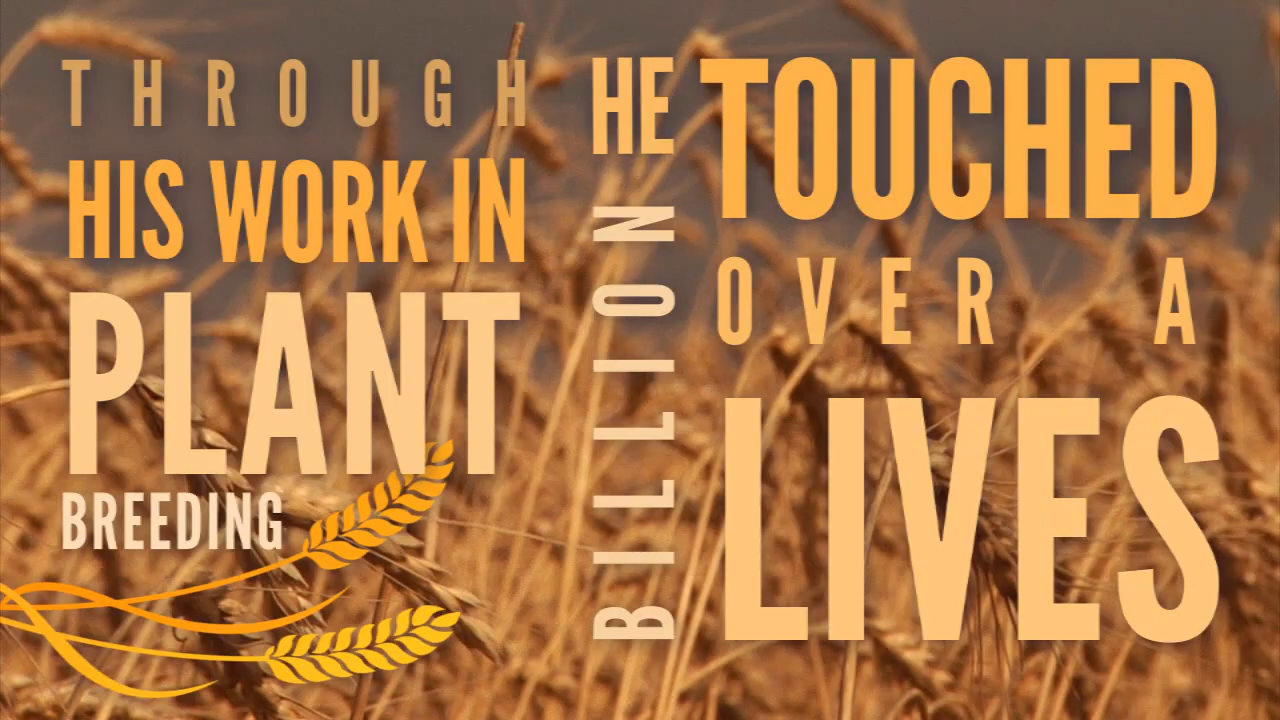 THROUGH
HIS WORK IN
PLANT
BREEDING
HE
TOUCHED
OVER A
BILLION
LIVES